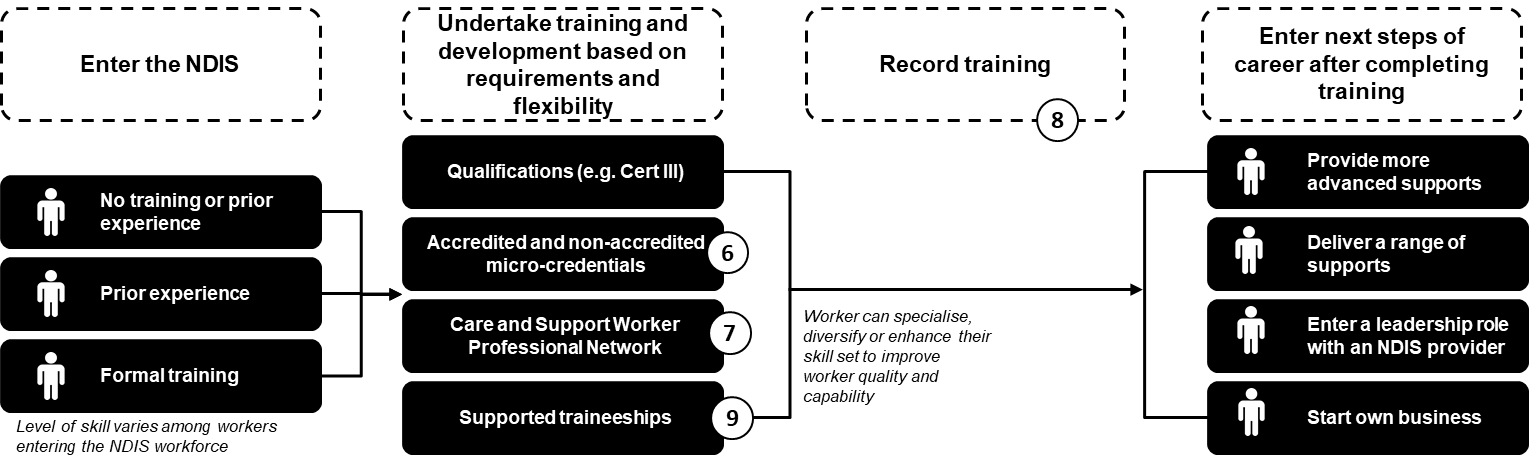 Enter the NDIS
Undertake training and
development based on
requirements and
flexibility
Record training
8
Enter next steps of
career after completing
training
No training or prior
experience
Prior experience
Formal training
Level of skill varies among workers
entering the NDIS workforce
Qualifications (e.g. Cert III)
Accredited and non-accredited
micro-credentials
6
Care and Support Worker
Professional Network
7
Supported traineeships
9
Worker can specialise,
diversify or enhance their
skill set to improve
worker quality and
capability
Provide more
advanced supports
Deliver a range of
supports
Enter a leadership role
with an NDIS provider
Start own business